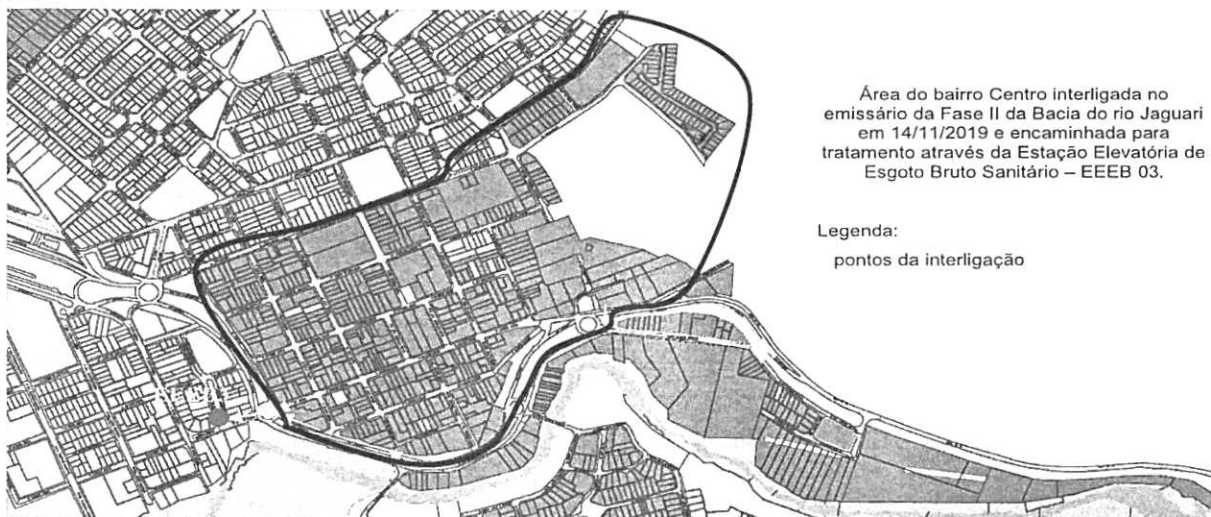 Área do bairro Centro interligada no
emissário da Fase II da Bacia do rio Jaguari
em 14/11/2019 e encaminhada para
tratamento através da Estação Elevatória de
Esgoto Bruto Sanitário – EEEB 03.
Legenda:
pontos da interligação